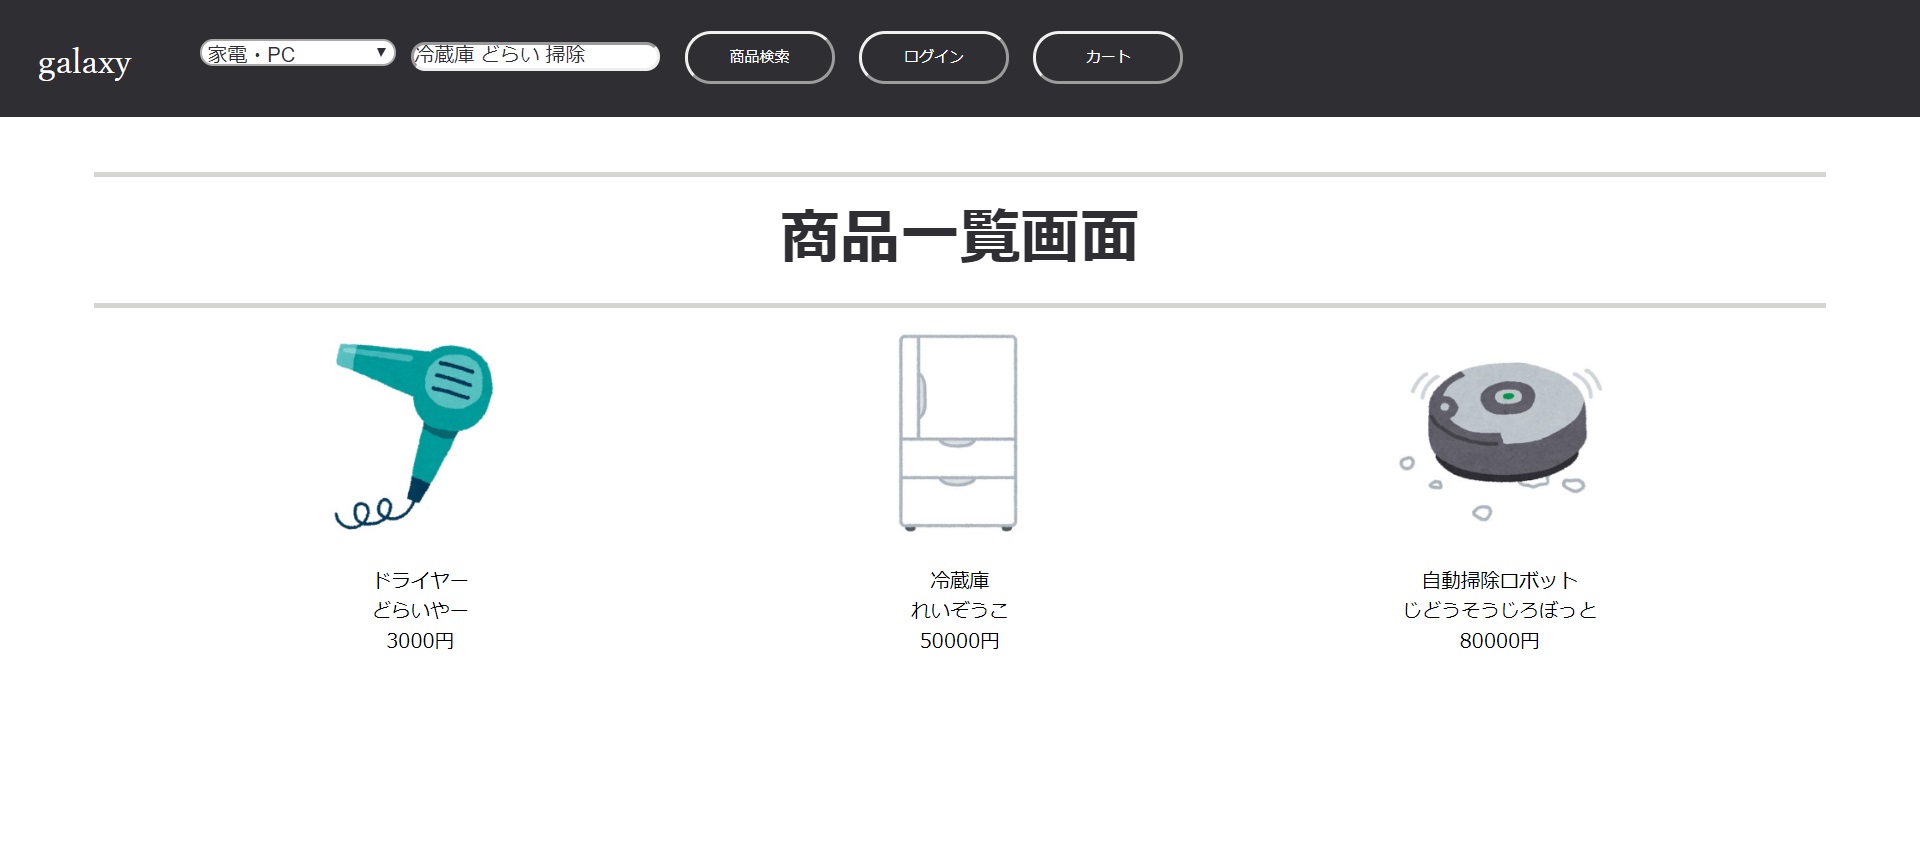 galaxy
家電・PC
冷蔵庫 どらい 掃除
商品検索
ログイン
カート
商品一覧画面
ドライヤー
どらいやー
3000円
冷蔵庫
れいぞうこ
50000円
自動掃除ロボット
じどうそうじろぼっと
80000円